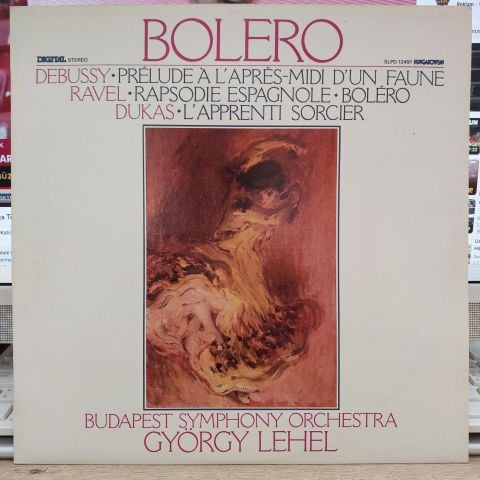 BOLERO
DIGITAL STEREO
SLPD 12491 HUNGAROTON
DEBUSSY·PRÉLUDE À L'APRÈS-MIDI D'UN FAUNE
RAVEL·RAPSODIE ESPAGNOLE·BOLÉRO
DUKAS·L'APPRENTI SORCIER
BUDAPEST SYMPHONY ORCHESTRA
GYÖRGY LEHEL